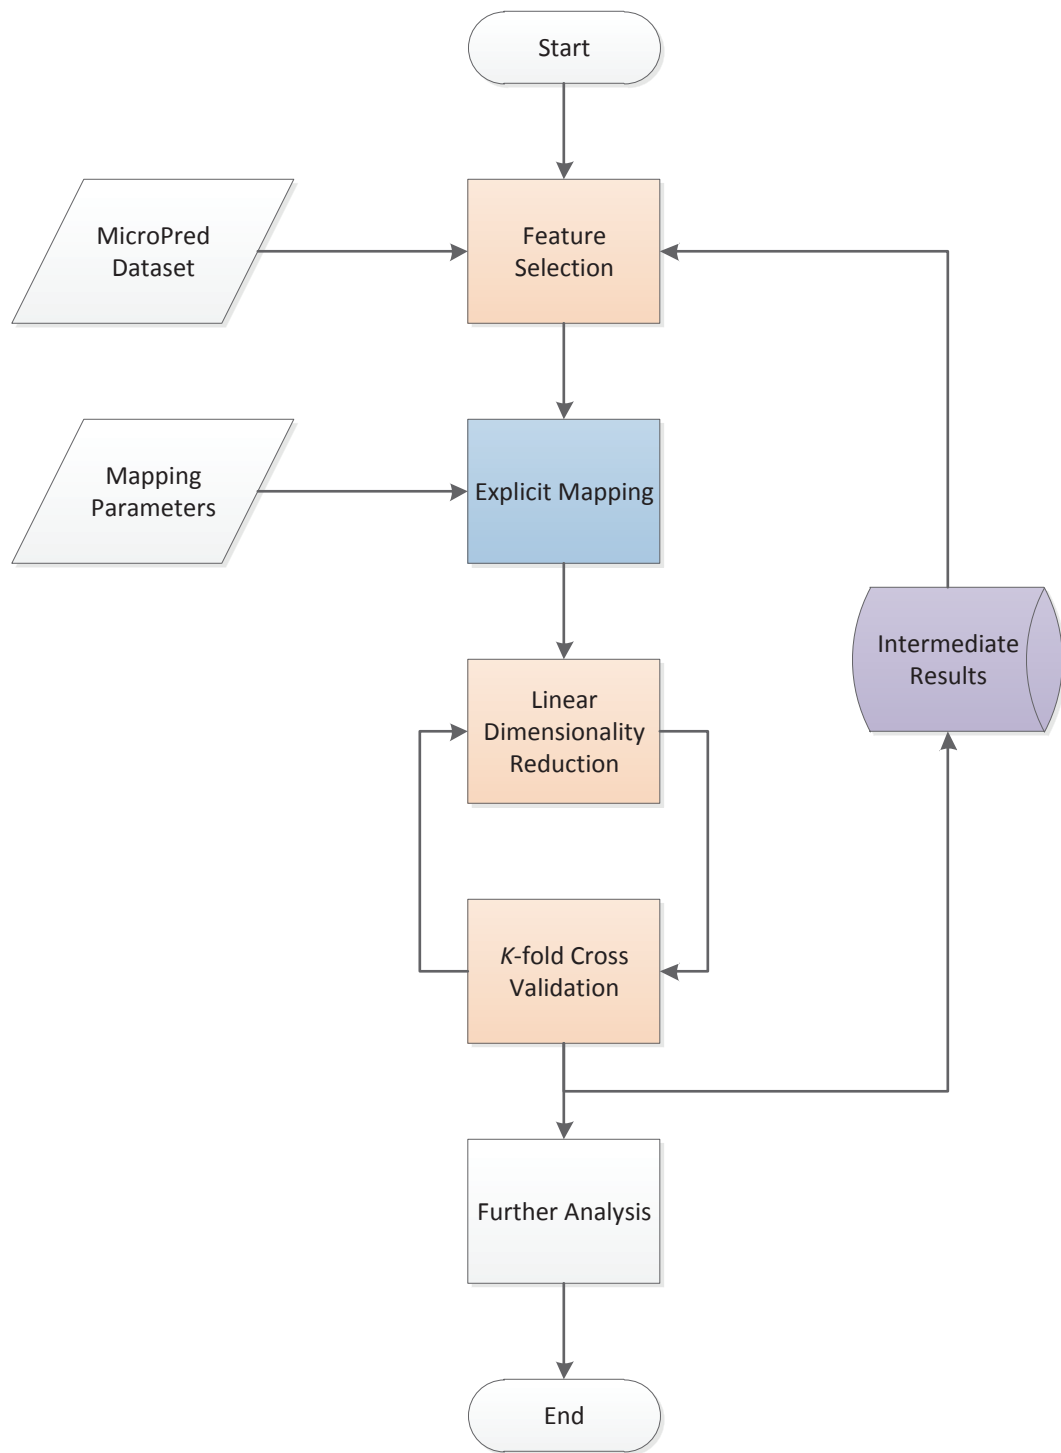 Start
MicroPred
Dataset
Feature
Selection
Mapping
Parameters
Explicit Mapping
Intermediate
Results
Linear
Dimensionality
Reduction
K-fold Cross
Validation
Further Analysis
End